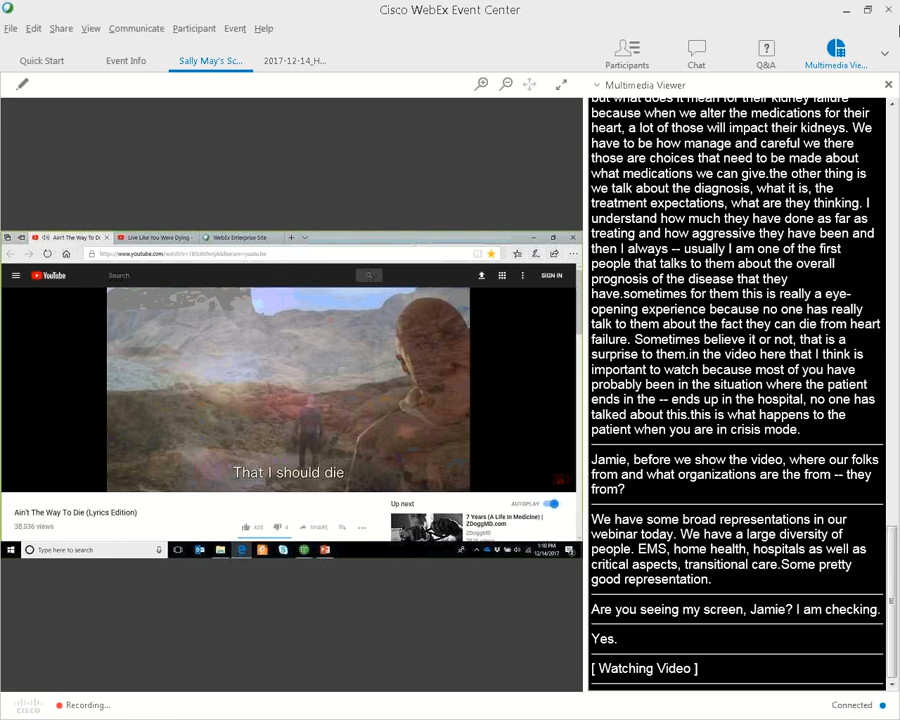 Cisco WebEx Event Center
File Edit Share View Communicate Participant Event Help
Quick Start
Event Info
Sally May's Sc...
2017-12-14_H...
Participants
Chat
Q&A
Multimedia Vie...
Multimedia Viewer
Ain't The Way To Di
Live Like You Were Dying -
WebEx Enterprise Site
YouTube
Search
SIGN IN
That I should die
Ain't The Way To Die (Lyrics Edition)
38,036 views
SHARE
Up next
AUTOPLAY
7 Years (A Life In Medicine) |
ZDoggMD.com
ZDoggMD
Type here to search
1:10 PM
12/14/2017
but what does it mean for their kidney failure
because when we alter the medications for their
heart, a lot of those will impact their kidneys. We
have to be how manage and careful we there
those are choices that need to be made about
what medications we can give.the other thing is
we talk about the diagnosis, what it is, the
treatment expectations, what are they thinking. I
understand how much they have done as far as
treating and how aggressive they have been and
then I always -- usually I am one of the first
people that talks to them about the overall
prognosis of the disease that they
have.sometimes for them this is really a eye-
opening experience because no one has really
talk to them about the fact they can die from heart
failure. Sometimes believe it or not, that is a
surprise to them.in the video here that I think is
important to watch because most of you have
probably been in the situation where the patient
ends in the -- ends up in the hospital, no one has
talked about this.this is what happens to the
patient when you are in crisis mode.
Jamie, before we show the video, where our folks
from and what organizations are the from -- they
from?
We have some broad representations in our
webinar today. We have a large diversity of
people. EMS, home health, hospitals as well as
critical aspects, transitional care.Some pretty
good representation.
Are you seeing my screen, Jamie? I am checking.
Yes.
[ Watching Video ]
cisco
Recording...
Connected